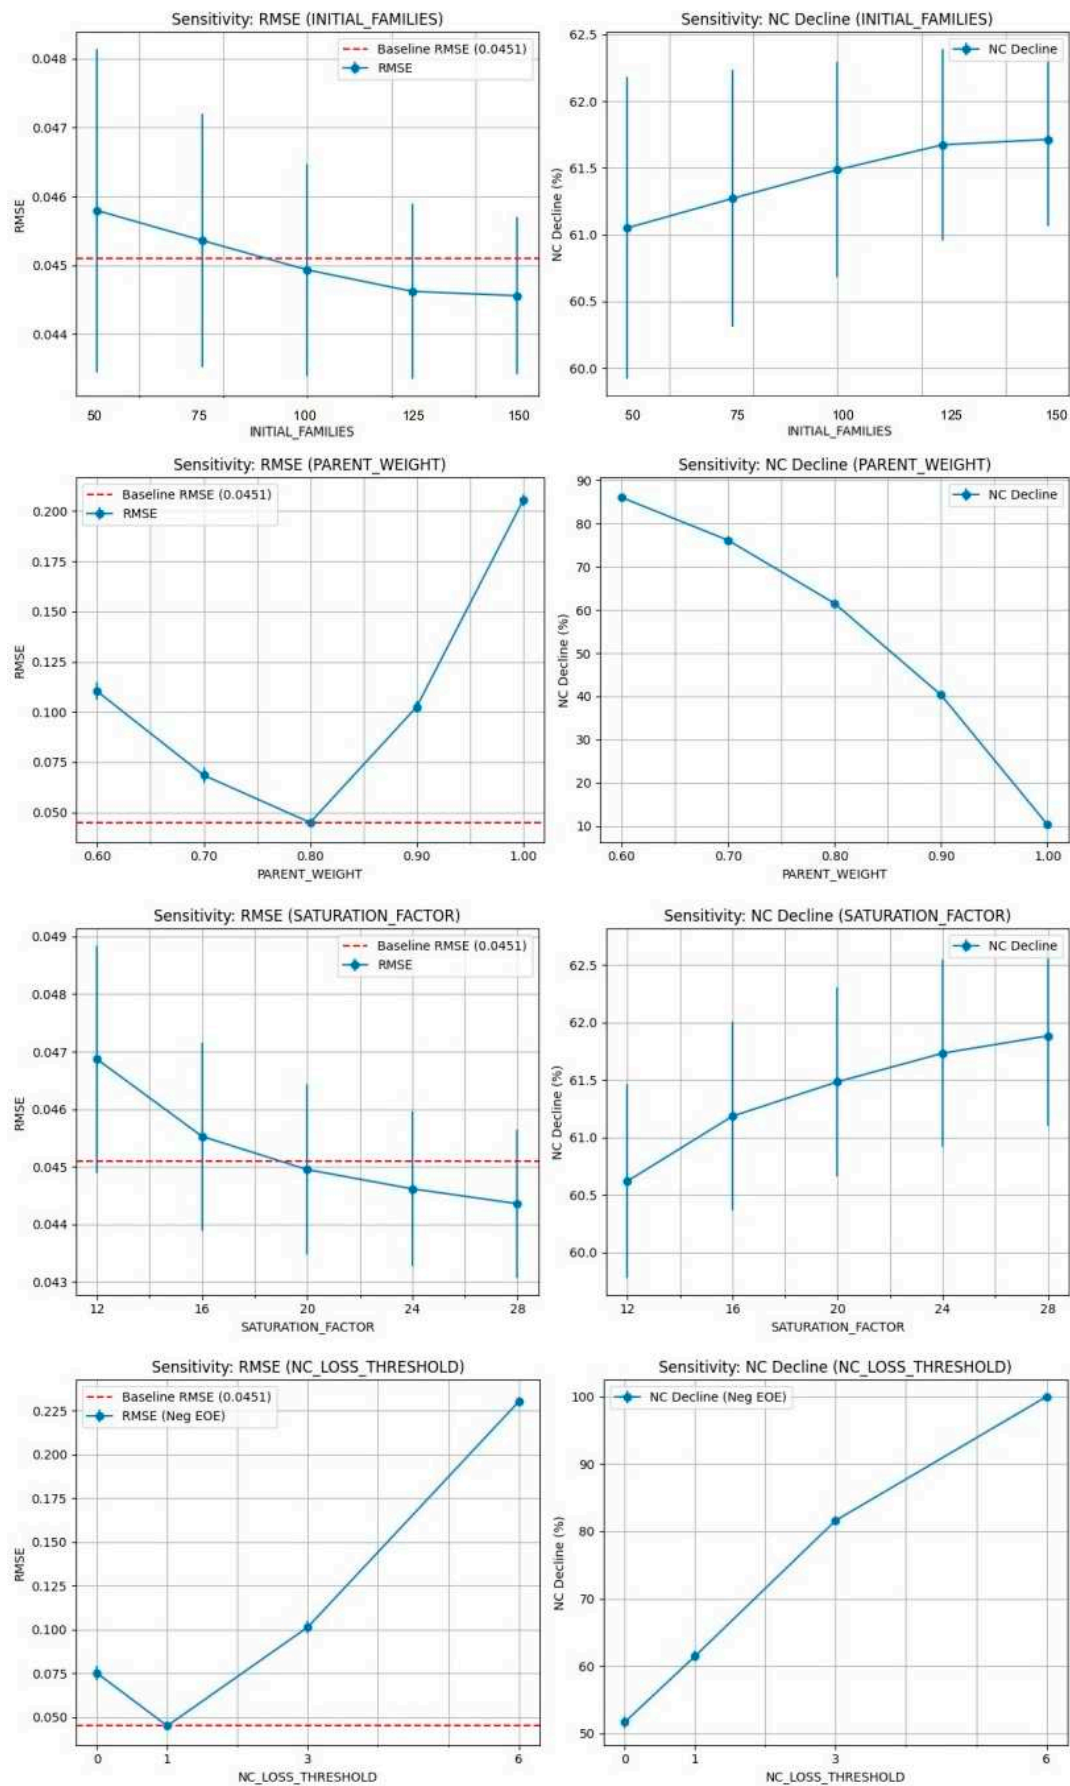 Sensitivity: RMSE (INITIAL_FAMILIES)
Baseline RMSE (0.0451)
RMSE
0.048
0.047
0.046
0.045
0.044
RMSE
50 75 100 125 150
INITIAL_FAMILIES
Sensitivity: NC Decline (INITIAL_FAMILIES)
NC Decline
62.5
62.0
61.5
61.0
60.5
60.0
NC Decline (%)
50 75 100 125 150
INITIAL_FAMILIES
Sensitivity: RMSE (PARENT_WEIGHT)
Baseline RMSE (0.0451)
RMSE
0.200
0.175
0.150
0.125
0.100
0.075
0.050
RMSE
0.60 0.70 0.80 0.90 1.00
PARENT_WEIGHT
Sensitivity: NC Decline (PARENT_WEIGHT)
NC Decline
90
80
70
60
50
40
30
20
10
NC Decline (%)
0.60 0.70 0.80 0.90 1.00
PARENT_WEIGHT
Sensitivity: RMSE (SATURATION_FACTOR)
Baseline RMSE (0.0451)
RMSE
0.049
0.048
0.047
0.046
0.045
0.044
0.043
RMSE
12 16 20 24 28
SATURATION_FACTOR
Sensitivity: NC Decline (SATURATION_FACTOR)
NC Decline
62.5
62.0
61.5
61.0
60.5
60.0
NC Decline (%)
12 16 20 24 28
SATURATION_FACTOR
Sensitivity: RMSE (NC_LOSS_THRESHOLD)
Baseline RMSE (0.0451)
RMSE (Neg EOE)
0.225
0.200
0.175
0.150
0.125
0.100
0.075
0.050
RMSE
0 1 3 6
NC_LOSS_THRESHOLD
Sensitivity: NC Decline (NC_LOSS_THRESHOLD)
NC Decline (Neg EOE)
100
90
80
70
60
50
NC Decline (%)
0 1 3 6
NC_LOSS_THRESHOLD